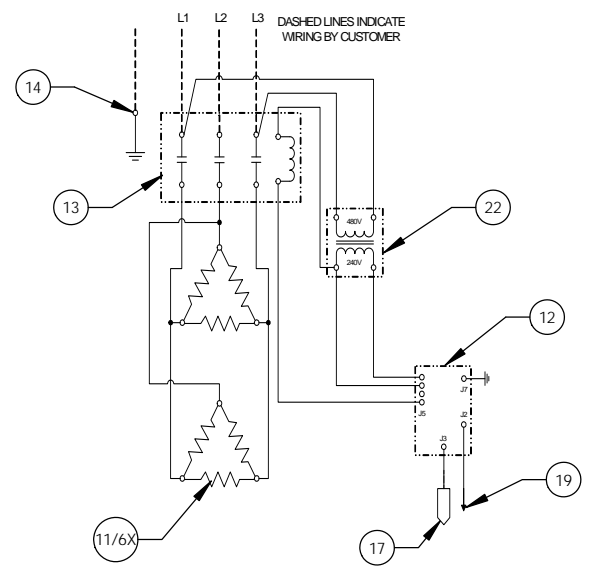 L1 L2 L3 DASHED LINES INDICATE
WIRING BY CUSTOMER
14
13
22
480V
240V
12
J7
J5
J2
J3
19
11/6X
17